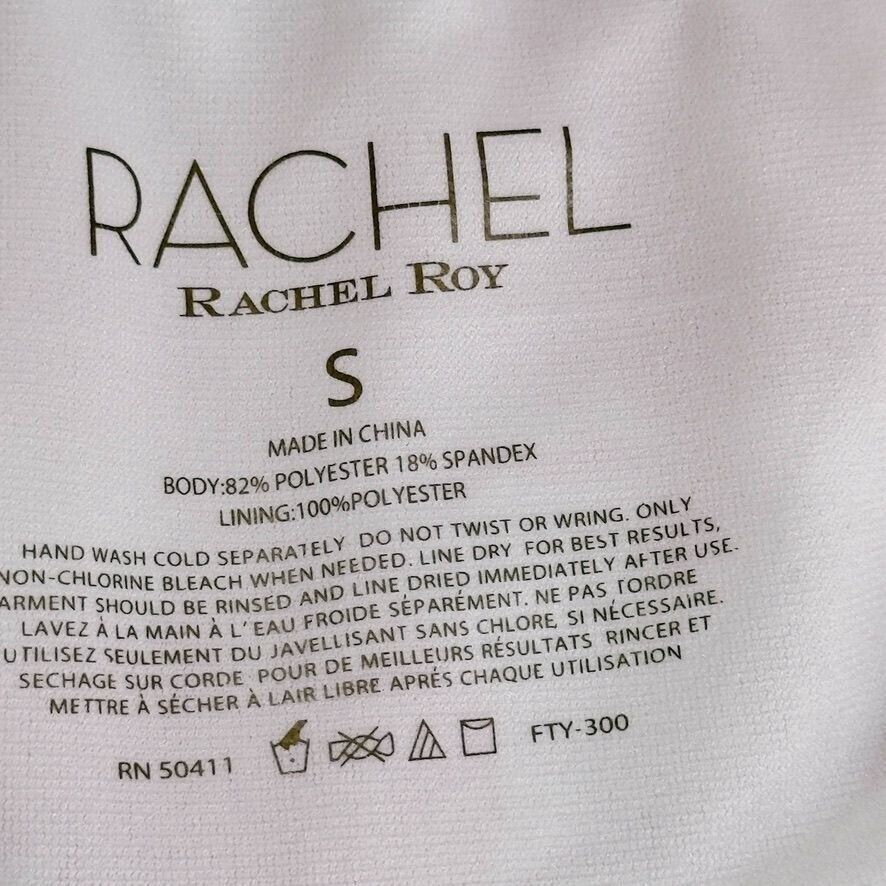 RACHEL
RACHEL ROY
S
MADE IN CHINA
BODY:82% POLYESTER 18% SPANDEX
LINING:100%POLYESTER
HAND WASH COLD SEPARATELY DO NOT TWIST OR WRING. ONLY
NON-CHLORINE BLEACH WHEN NEEDED. LINE DRY FOR BEST RESULTS,
ARMENT SHOULD BE RINSED AND LINE DRIED IMMEDIATELY AFTER USE.
LAVEZ À LA MAIN À L'EAU FROIDE SÉPARÉMENT. NE PAS TORDRE
UTILISEZ SEULEMENT DU JAVELLISANT SANS CHLORE, SI NÉCESSAIRE.
SECHAGE SUR CORDE POUR DE MEILLEURS RÉSULTATS RINCER ET
METTRE À SÉCHER À LAIR LIBRE APRÉS CHAQUE UTILISATION
RN 50411 FTY-300